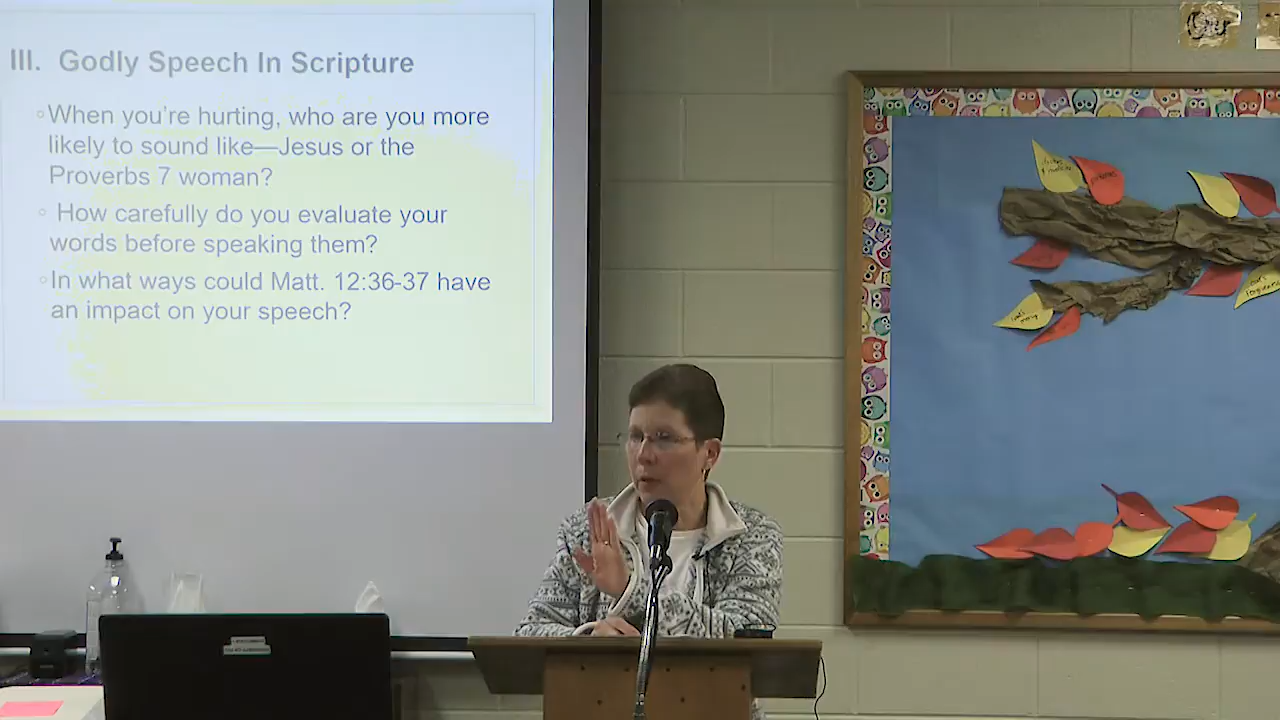 III. Godly Speech In Scripture
When you're hurting, who are you more
likely to sound like—Jesus or the
Proverbs 7 woman?
How carefully do you evaluate your
words before speaking them?
In what ways could Matt. 12:36-37 have
an impact on your speech?
Our